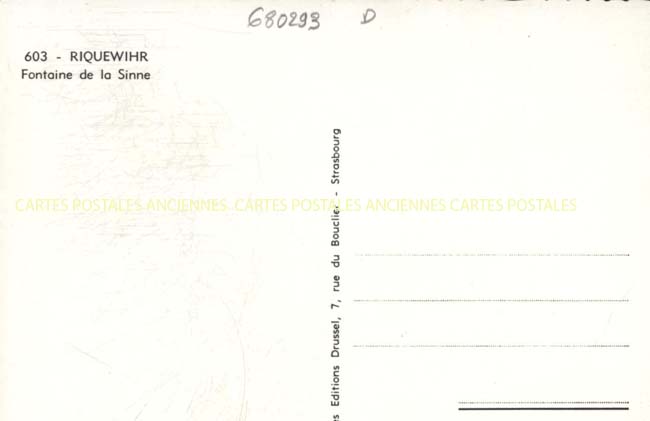 680293 D
603 - RIQUEWIHR
Fontaine de la Sinne
Editions Drussel, 7, rue du Bouclier - Strasbourg
CARTES POSTALES ANCIENNES CARTES POSTALES ANCIENNES CARTES POSTALES